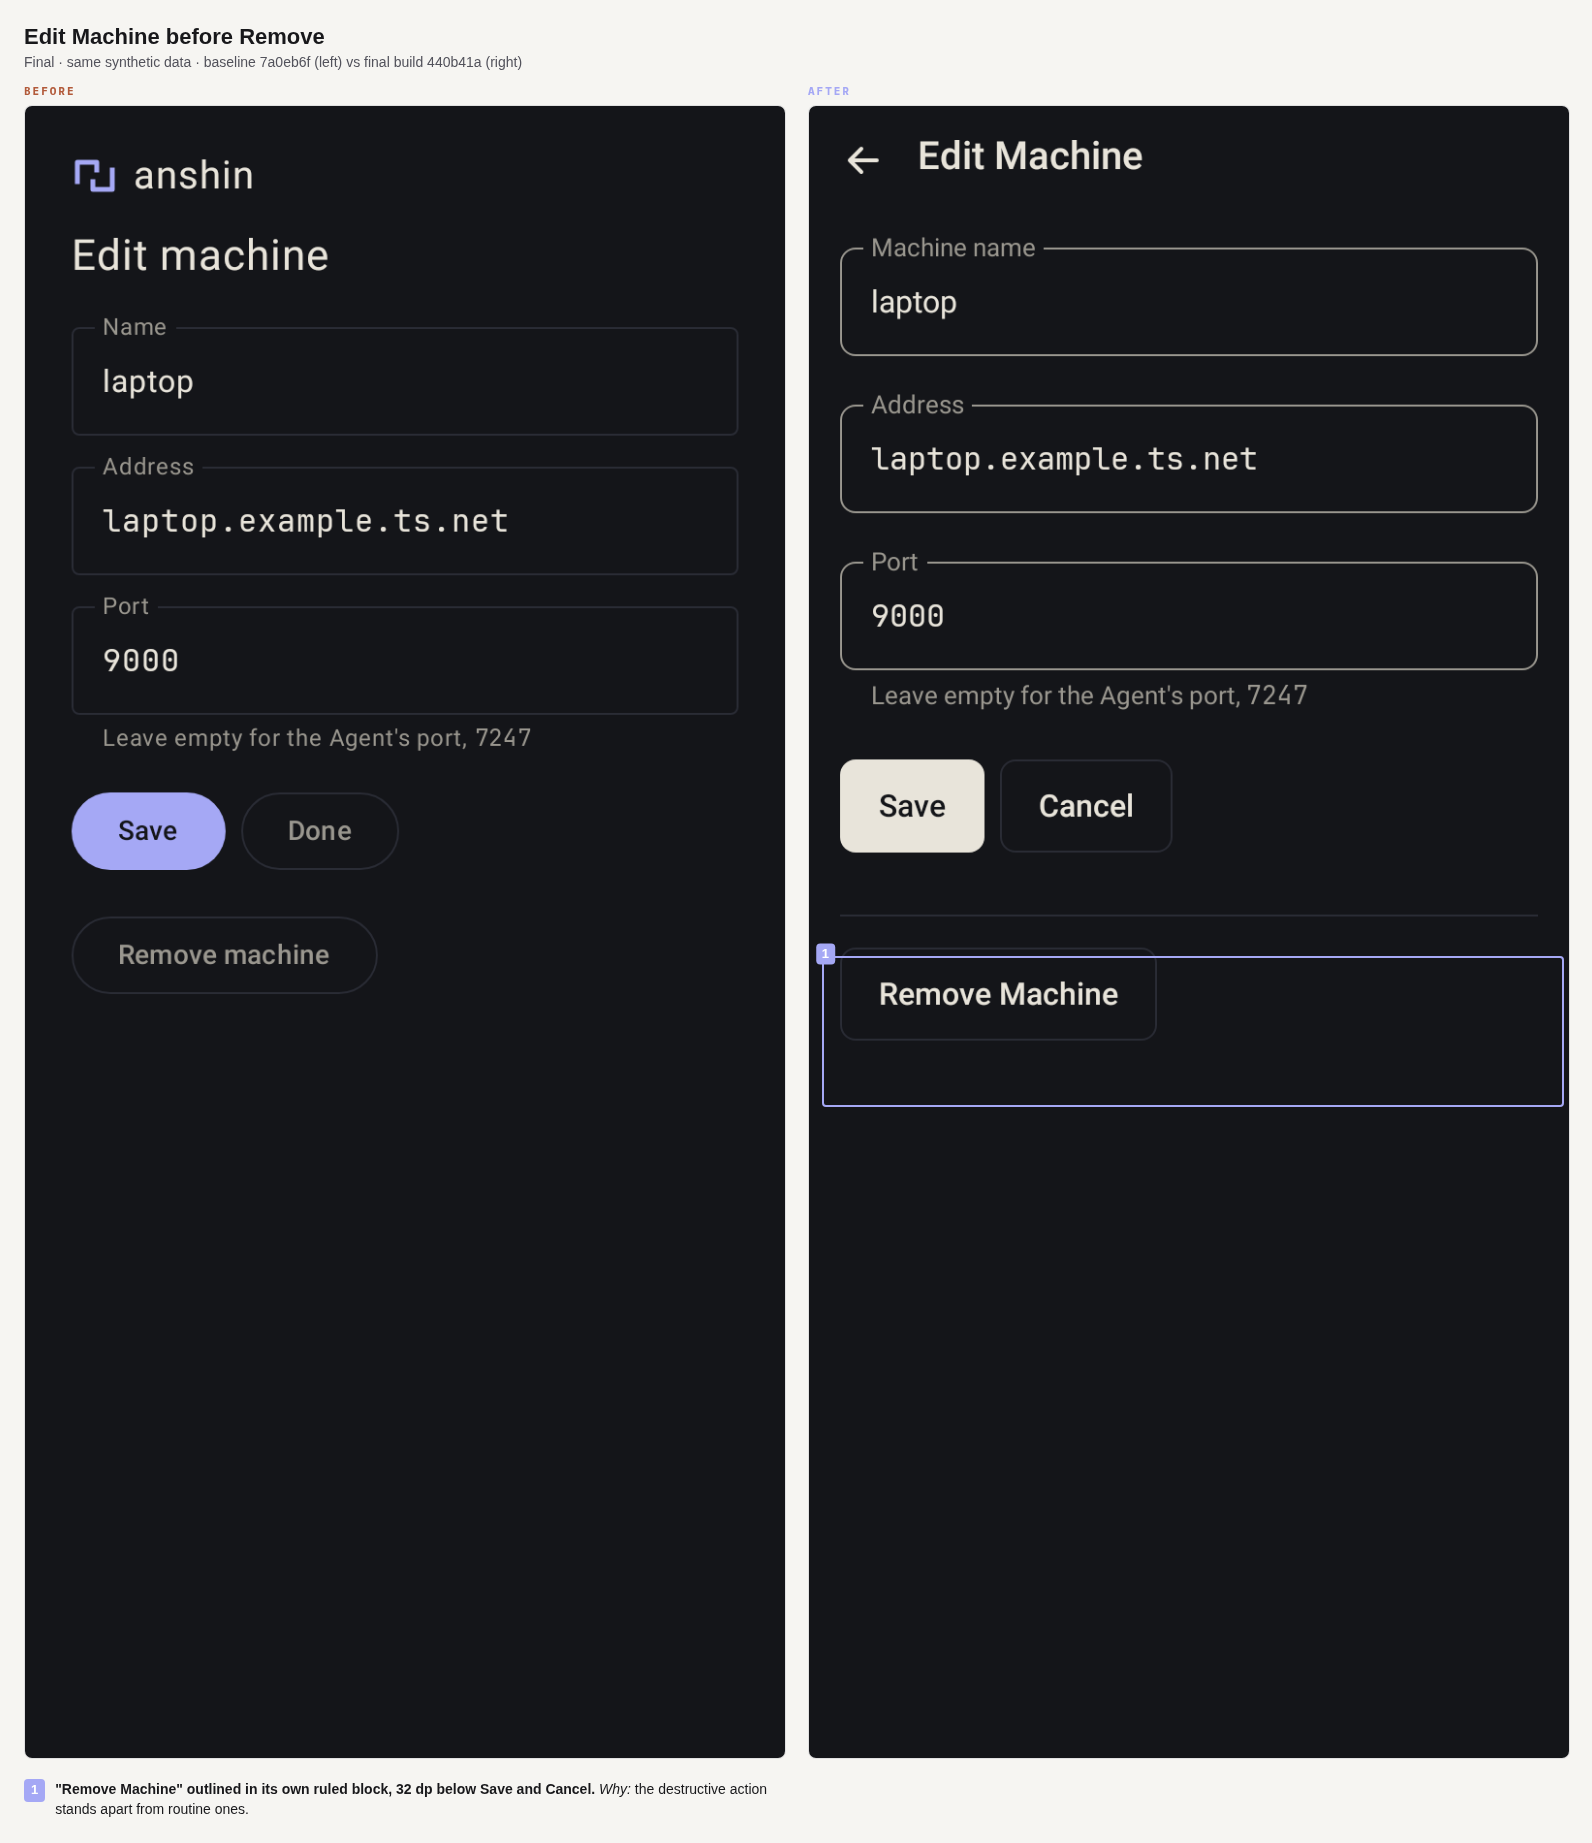 Edit Machine before Remove
Final · same synthetic data · baseline 7a0eb6f (left) vs final build 440b41a (right)
BEFORE
anshin
Edit machine
Name
laptop
Address
laptop.example.ts.net
Port
9000
Leave empty for the Agent's port, 7247
Save
Done
Remove machine
AFTER
Edit Machine
Machine name
laptop
Address
laptop.example.ts.net
Port
9000
Leave empty for the Agent's port, 7247
Save
Cancel
1
Remove Machine
1 "Remove Machine" outlined in its own ruled block, 32 dp below Save and Cancel. Why: the destructive action
stands apart from routine ones.